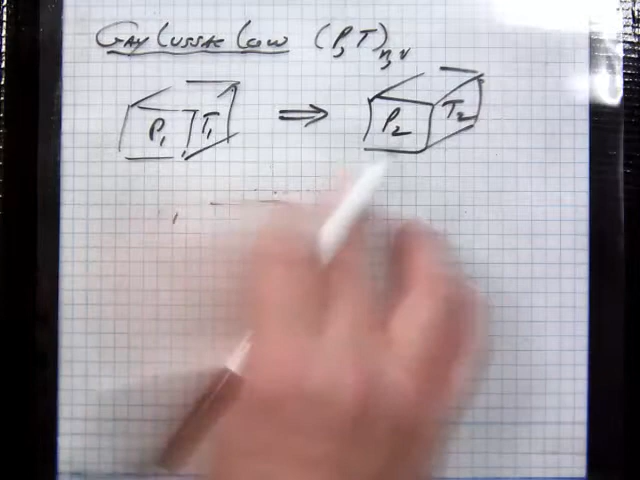 Gay Lussac Law (P, T)n, v
P1 T1 ⇒ P2 T2